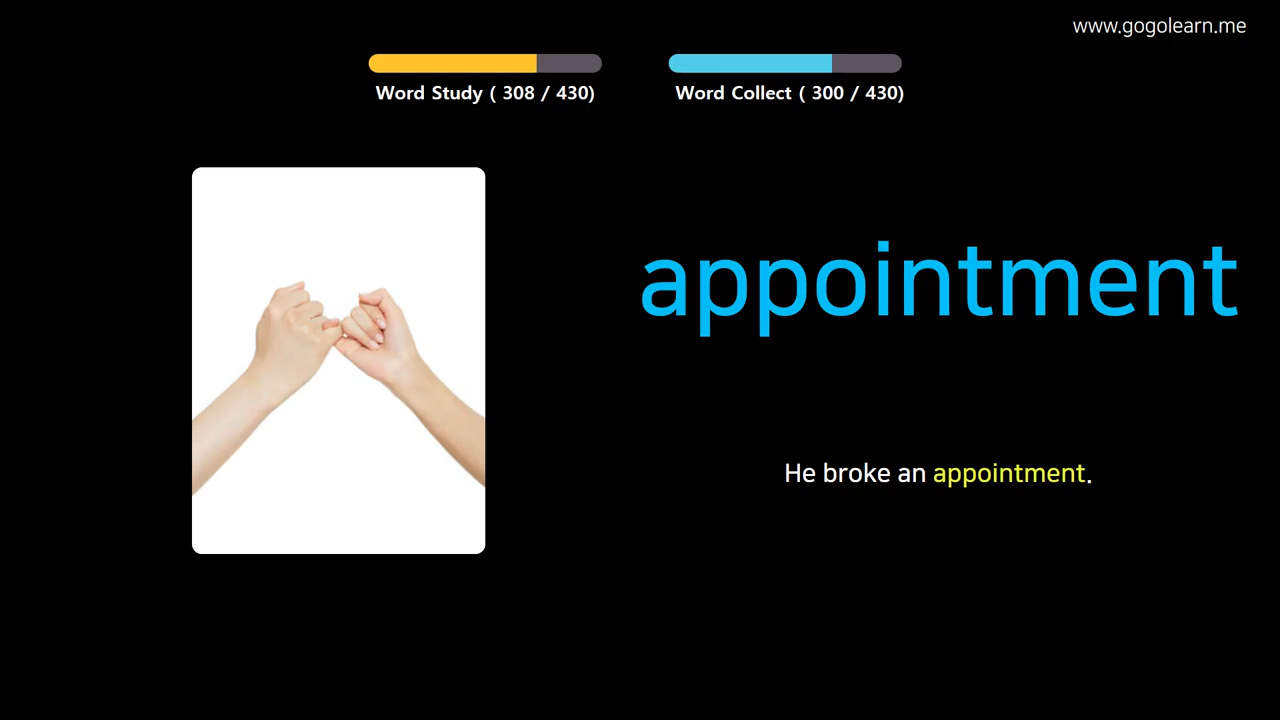 www.gogolearn.me
Word Study ( 308 / 430)
Word Collect ( 300 / 430)
appointment
He broke an appointment.